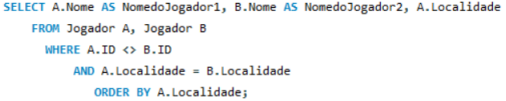 SELECT A.Nome AS NomedoJogador1, B.Nome AS NomedoJogador2, A.Localidade
FROM Jogador A, Jogador B
WHERE A.ID <> B.ID
AND A.Localidade = B.Localidade
ORDER BY A.Localidade;